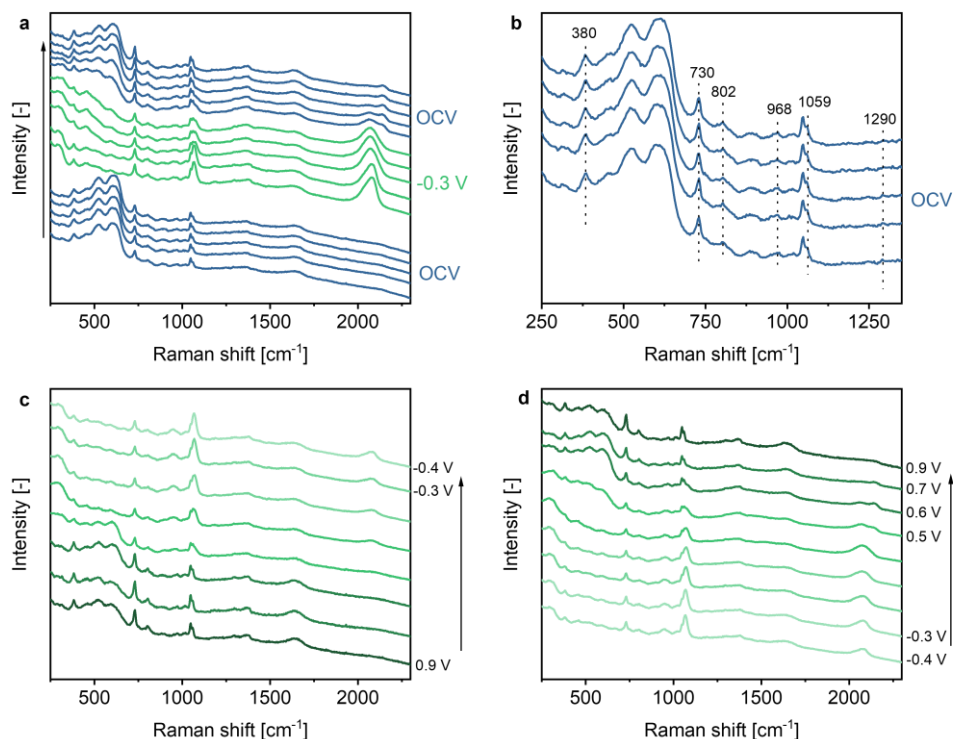 a
Intensity [-]
OCV
-0.3 V
OCV
500 1000 1500 2000
Raman shift [cm⁻¹]
b
Intensity [-]
380
730
802
968
1059
1290
OCV
250 500 750 1000 1250
Raman shift [cm⁻¹]
c
Intensity [-]
-0.4 V
-0.3 V
0.9 V
500 1000 1500 2000
Raman shift [cm⁻¹]
d
Intensity [-]
0.9 V
0.7 V
0.6 V
0.5 V
-0.3 V
-0.4 V
500 1000 1500 2000
Raman shift [cm⁻¹]